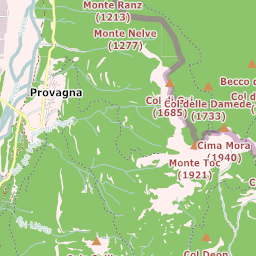 Monte Ranz
(1213)
Monte Nelve
(1277)
Becco d
Provagna
Col
(1685)
Col delle Damede
(1733)
Cima Mora
(1940)
Monte Toc
(1921)
Col Deon